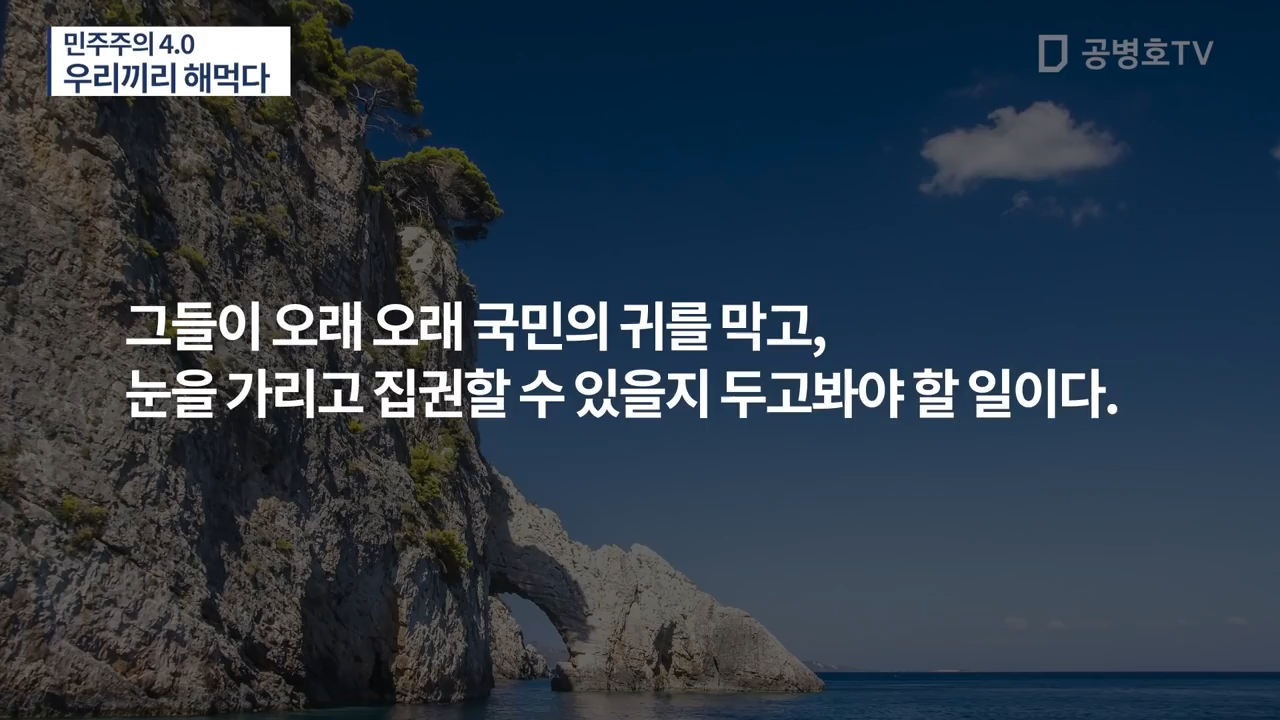 민주주의 4.0
우리끼리 해먹다
공병호TV
그들이 오래 오래 국민의 귀를 막고,
눈을 가리고 집권할 수 있을지 두고봐야 할 일이다.